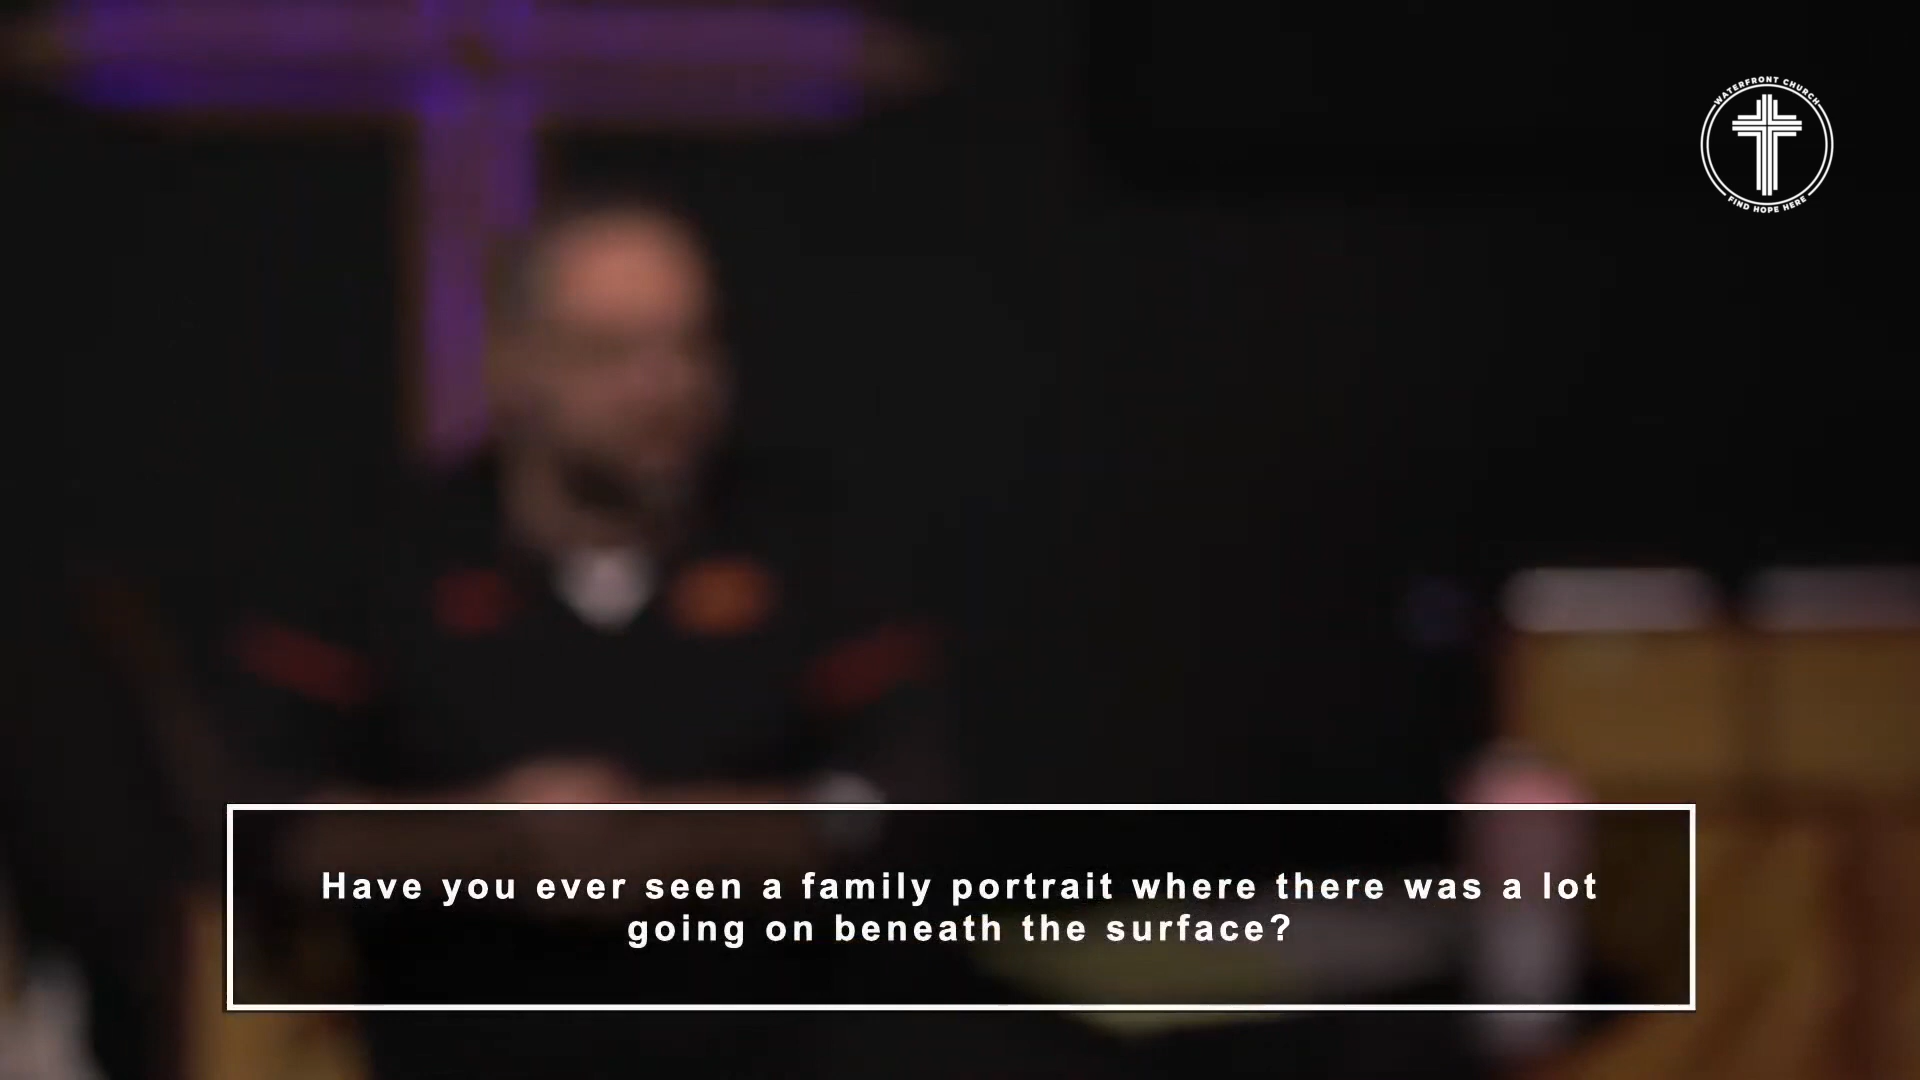 WATERFRONT CHURCH
FIND HOPE HERE
Have you ever seen a family portrait where there was a lot
going on beneath the surface?